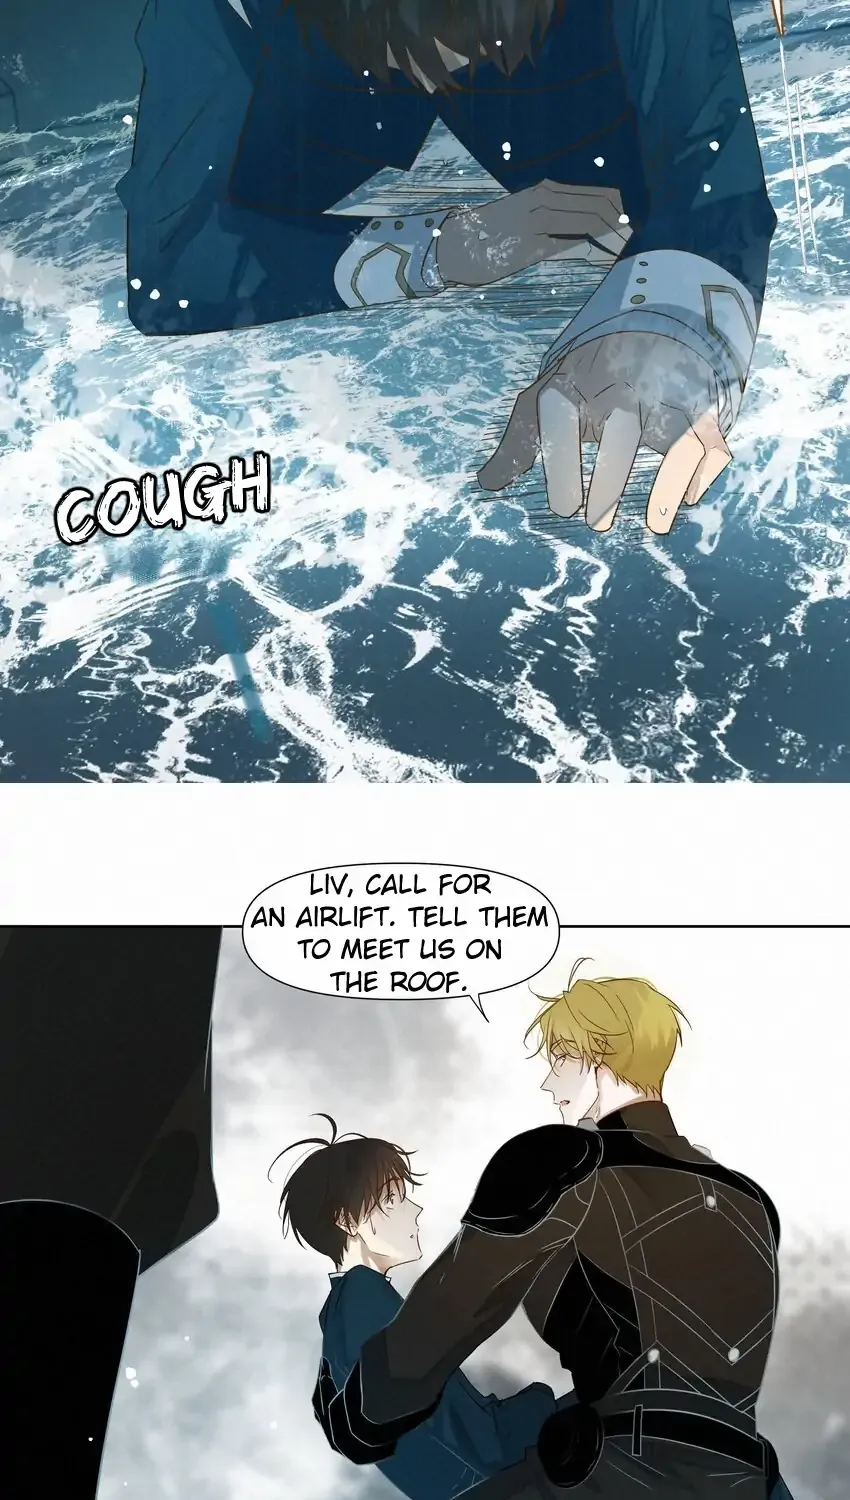 COUGH
LIV, CALL FOR
AN AIRLIFT. TELL THEM
TO MEET US ON
THE ROOF.